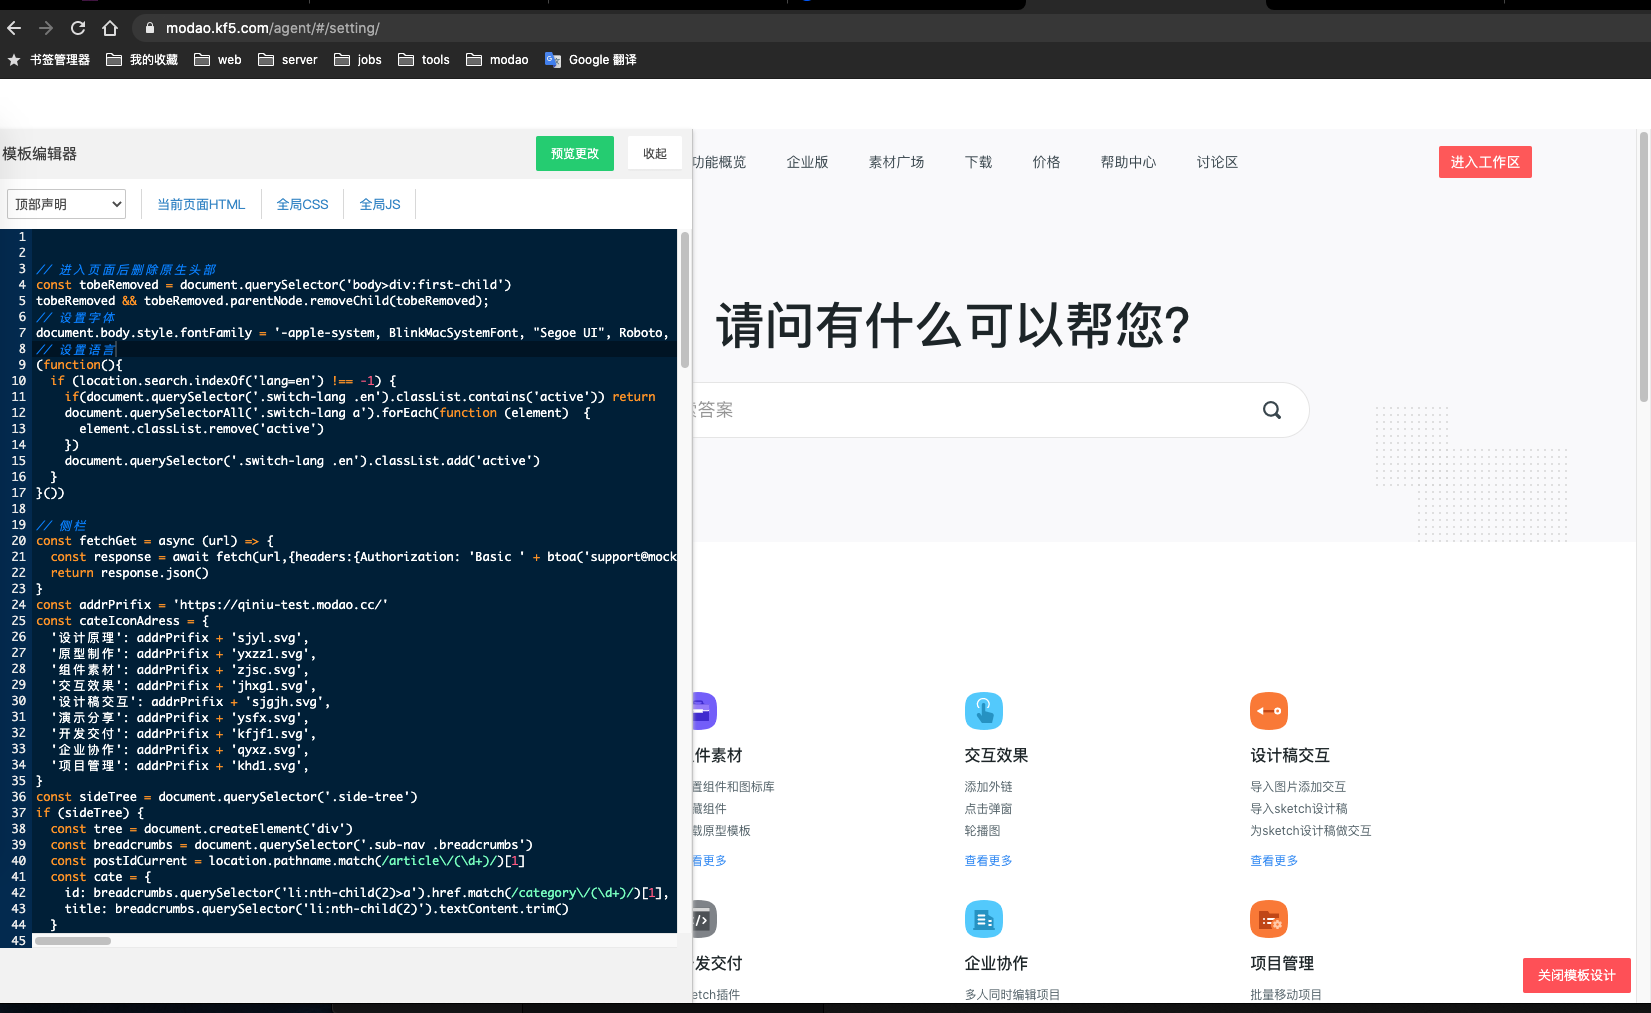 modao.kf5.com/agent/#/setting/
书签管理器 我的收藏 web server jobs tools modao Google 翻译
模板编辑器 预览更改 收起
功能概览 企业版 素材广场 下载 价格 帮助中心 讨论区 进入工作区
顶部声明 当前页面HTML 全局CSS 全局JS
1
2
3 // 进入页面后删除原生头部
4 const tobeRemoved = document.querySelector('body>div:first-child')
5 tobeRemoved && tobeRemoved.parentNode.removeChild(tobeRemoved);
6 // 设置字体
7 document.body.style.fontFamily = '-apple-system, BlinkMacSystemFont, "Segoe UI", Roboto,
8 // 设置语言
9 (function(){
10 if (location.search.indexOf('lang=en') !== -1) {
11 if(document.querySelector('.switch-lang .en').classList.contains('active')) return
12 document.querySelectorAll('.switch-lang a').forEach(function (element)  {
13 element.classList.remove('active')
14 })
15 document.querySelector('.switch-lang .en').classList.add('active')
16 }
17 }())
18
19 // 侧栏
20 const fetchGet = async (url) => {
21 const response = await fetch(url,{headers:{Authorization: 'Basic ' + btoa('support@mock
22 return response.json()
23 }
24 const addrPrifix = 'https://qiniu-test.modao.cc/'
25 const cateIconAdress = {
26 '设计原理': addrPrifix + 'sjyl.svg',
27 '原型制作': addrPrifix + 'yxzz1.svg',
28 '组件素材': addrPrifix + 'zjsc.svg',
29 '交互效果': addrPrifix + 'jhxg1.svg',
30 '设计稿交互': addrPrifix + 'sjgjh.svg',
31 '演示分享': addrPrifix + 'ysfx.svg',
32 '开发交付': addrPrifix + 'kfjf1.svg',
33 '企业协作': addrPrifix + 'qyxz.svg',
34 '项目管理': addrPrifix + 'khd1.svg',
35 }
36 const sideTree = document.querySelector('.side-tree')
37 if (sideTree) {
38 const tree = document.createElement('div')
39 const breadcrumbs = document.querySelector('.sub-nav .breadcrumbs')
40 const postIdCurrent = location.pathname.match(/article\/(\d+)/)[1]
41 const cate = {
42 id: breadcrumbs.querySelector('li:nth-child(2)>a').href.match(/category\/(\d+)/)[1],
43 title: breadcrumbs.querySelector('li:nth-child(2)').textContent.trim()
44 }
45
请问有什么可以帮您?
答案
件素材 交互效果 设计稿交互
置组件和图标库 添加外链 导入图片添加交互
藏组件 点击弹窗 导入sketch设计稿
载原型模板 轮播图 为sketch设计稿做交互
看更多 查看更多 查看更多
发交付 企业协作 项目管理
etch插件 多人同时编辑项目 批量移动项目
关闭模板设计